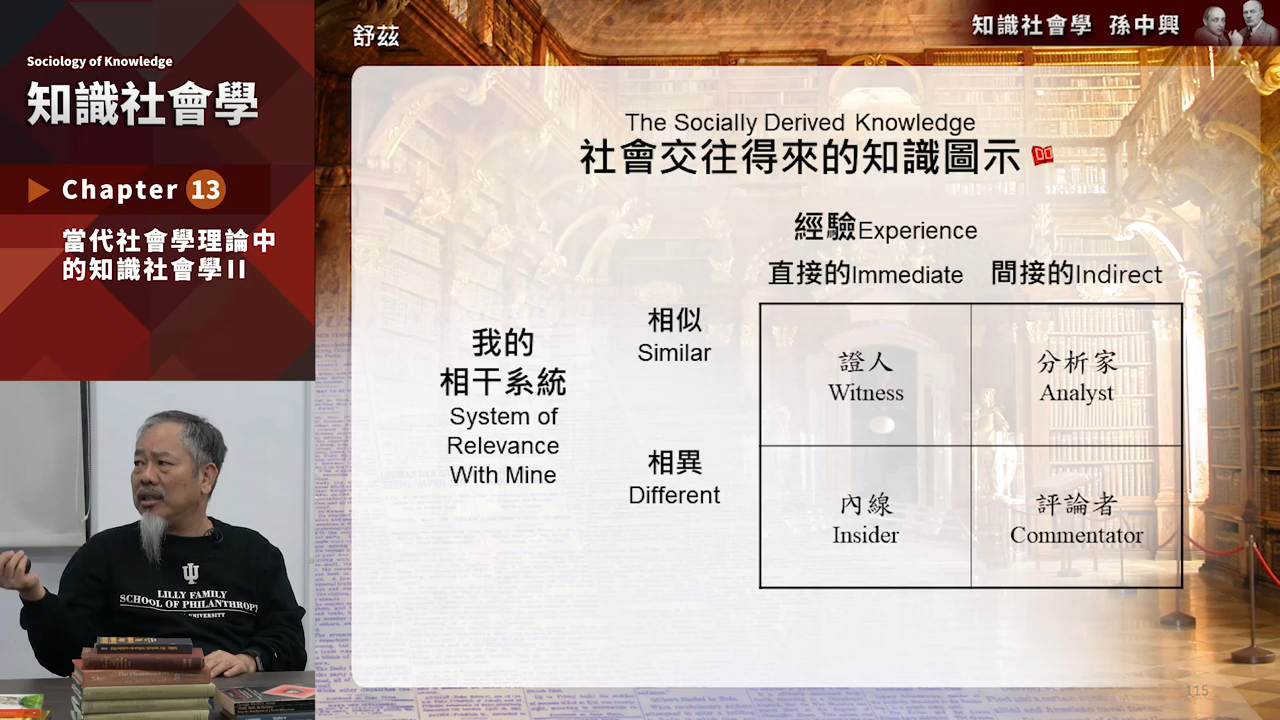 Sociology of Knowledge
知識社會學
Chapter 13
當代社會學理論中
的知識社會學II
舒茲
知識社會學 孫中興
The Socially Derived Knowledge
社會交往得來的知識圖示
經驗Experience
直接的Immediate 間接的Indirect
我的
相干系統
System of
Relevance
With Mine
相似
Similar
證人
Witness
分析家
Analyst
相異
Different
內線
Insider
評論者
Commentator
115
LILLY FAMILY
SCHOOL OF PHILANTHROPY